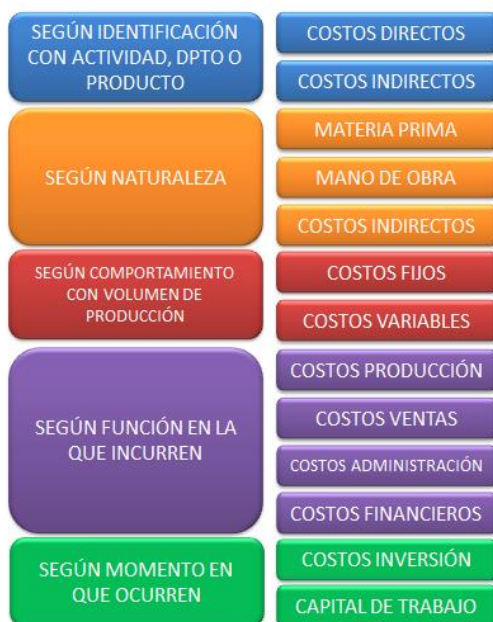 SEGÚN IDENTIFICACIÓN
CON ACTIVIDAD, DPTO O
PRODUCTO
COSTOS DIRECTOS
COSTOS INDIRECTOS
SEGÚN NATURALEZA
MATERIA PRIMA
MANO DE OBRA
COSTOS INDIRECTOS
SEGÚN COMPORTAMIENTO
CON VOLUMEN DE
PRODUCCIÓN
COSTOS FIJOS
COSTOS VARIABLES
SEGÚN FUNCIÓN EN LA
QUE INCURREN
COSTOS PRODUCCIÓN
COSTOS VENTAS
COSTOS ADMINISTRACIÓN
COSTOS FINANCIEROS
SEGÚN MOMENTO EN
QUE OCURREN
COSTOS INVERSIÓN
CAPITAL DE TRABAJO